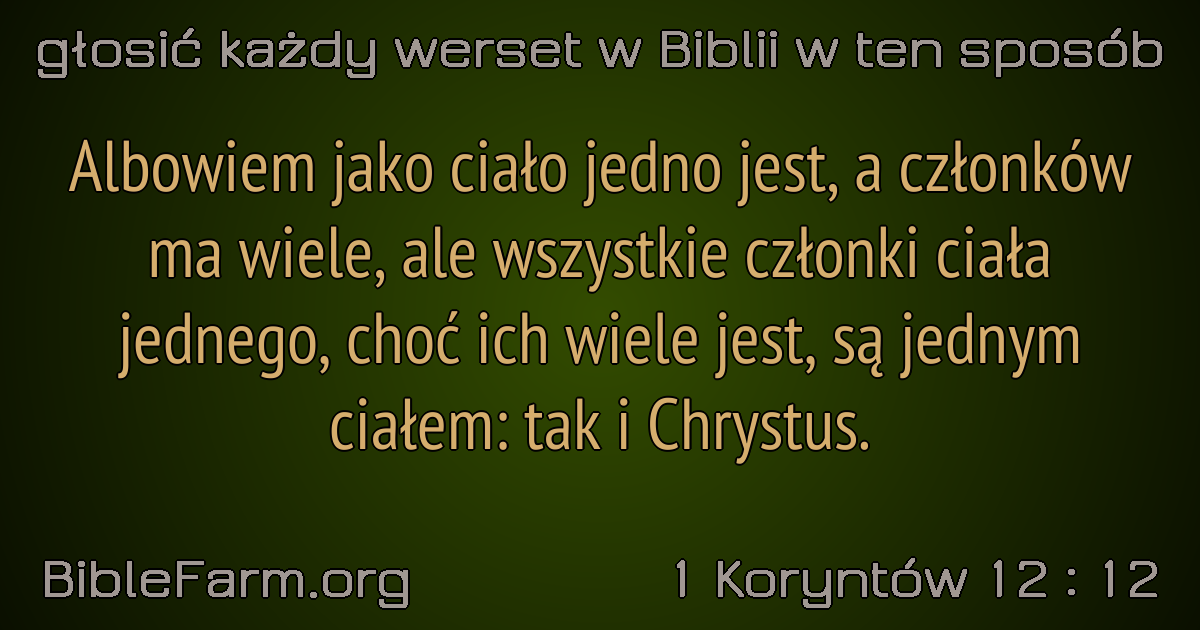 głosić każdy werset w Biblii w ten sposób
Albowiem jako ciało jedno jest, a członków
ma wiele, ale wszystkie członki ciała
jednego, choć ich wiele jest, są jednym
ciałem: tak i Chrystus.
BibleFarm.org
1 Koryntów 12 : 12